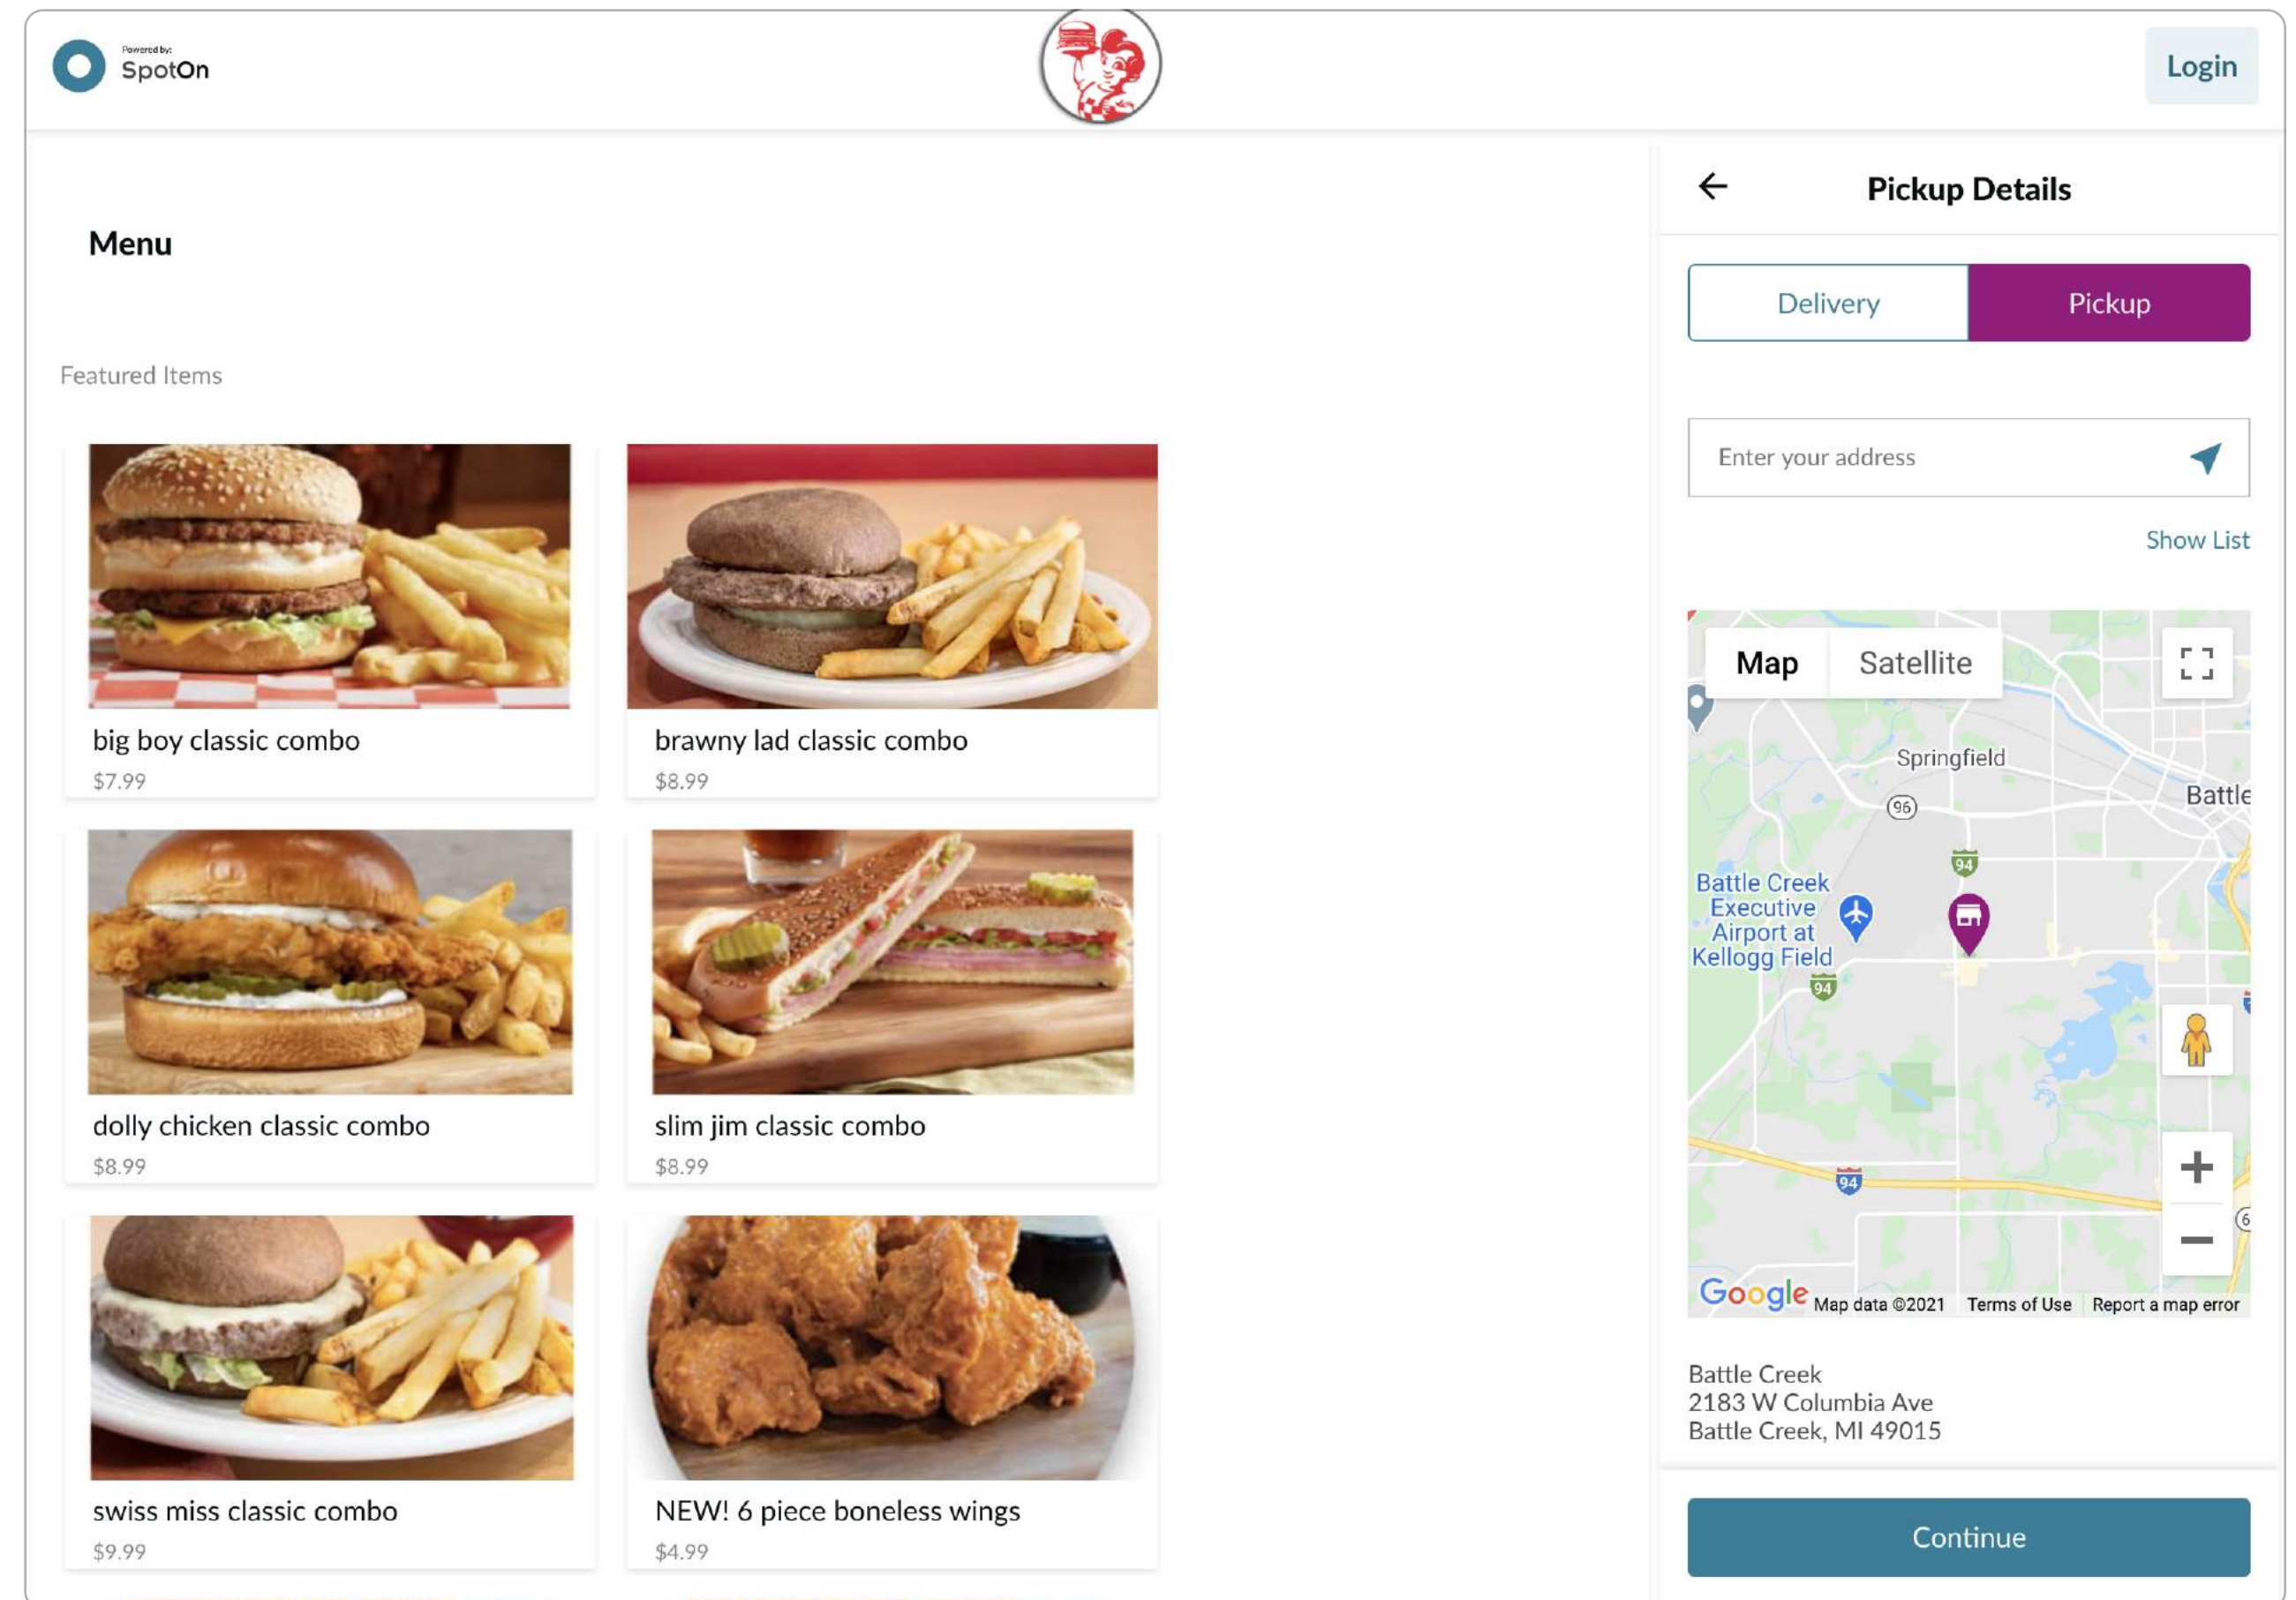 Powered by:
SpotOn
Login
Menu
Featured Items
big boy classic combo
$7.99
brawny lad classic combo
$8.99
dolly chicken classic combo
$8.99
slim jim classic combo
$8.99
swiss miss classic combo
$9.99
NEW! 6 piece boneless wings
$4.99
Pickup Details
Delivery
Pickup
Enter your address
Show List
Map
Satellite
Springfield
96
Battle
94
Battle Creek
Executive
Airport at
Kellogg Field
94
94
6
Google
Map data ©2021
Terms of Use
Report a map error
Battle Creek
2183 W Columbia Ave
Battle Creek, MI 49015
Continue